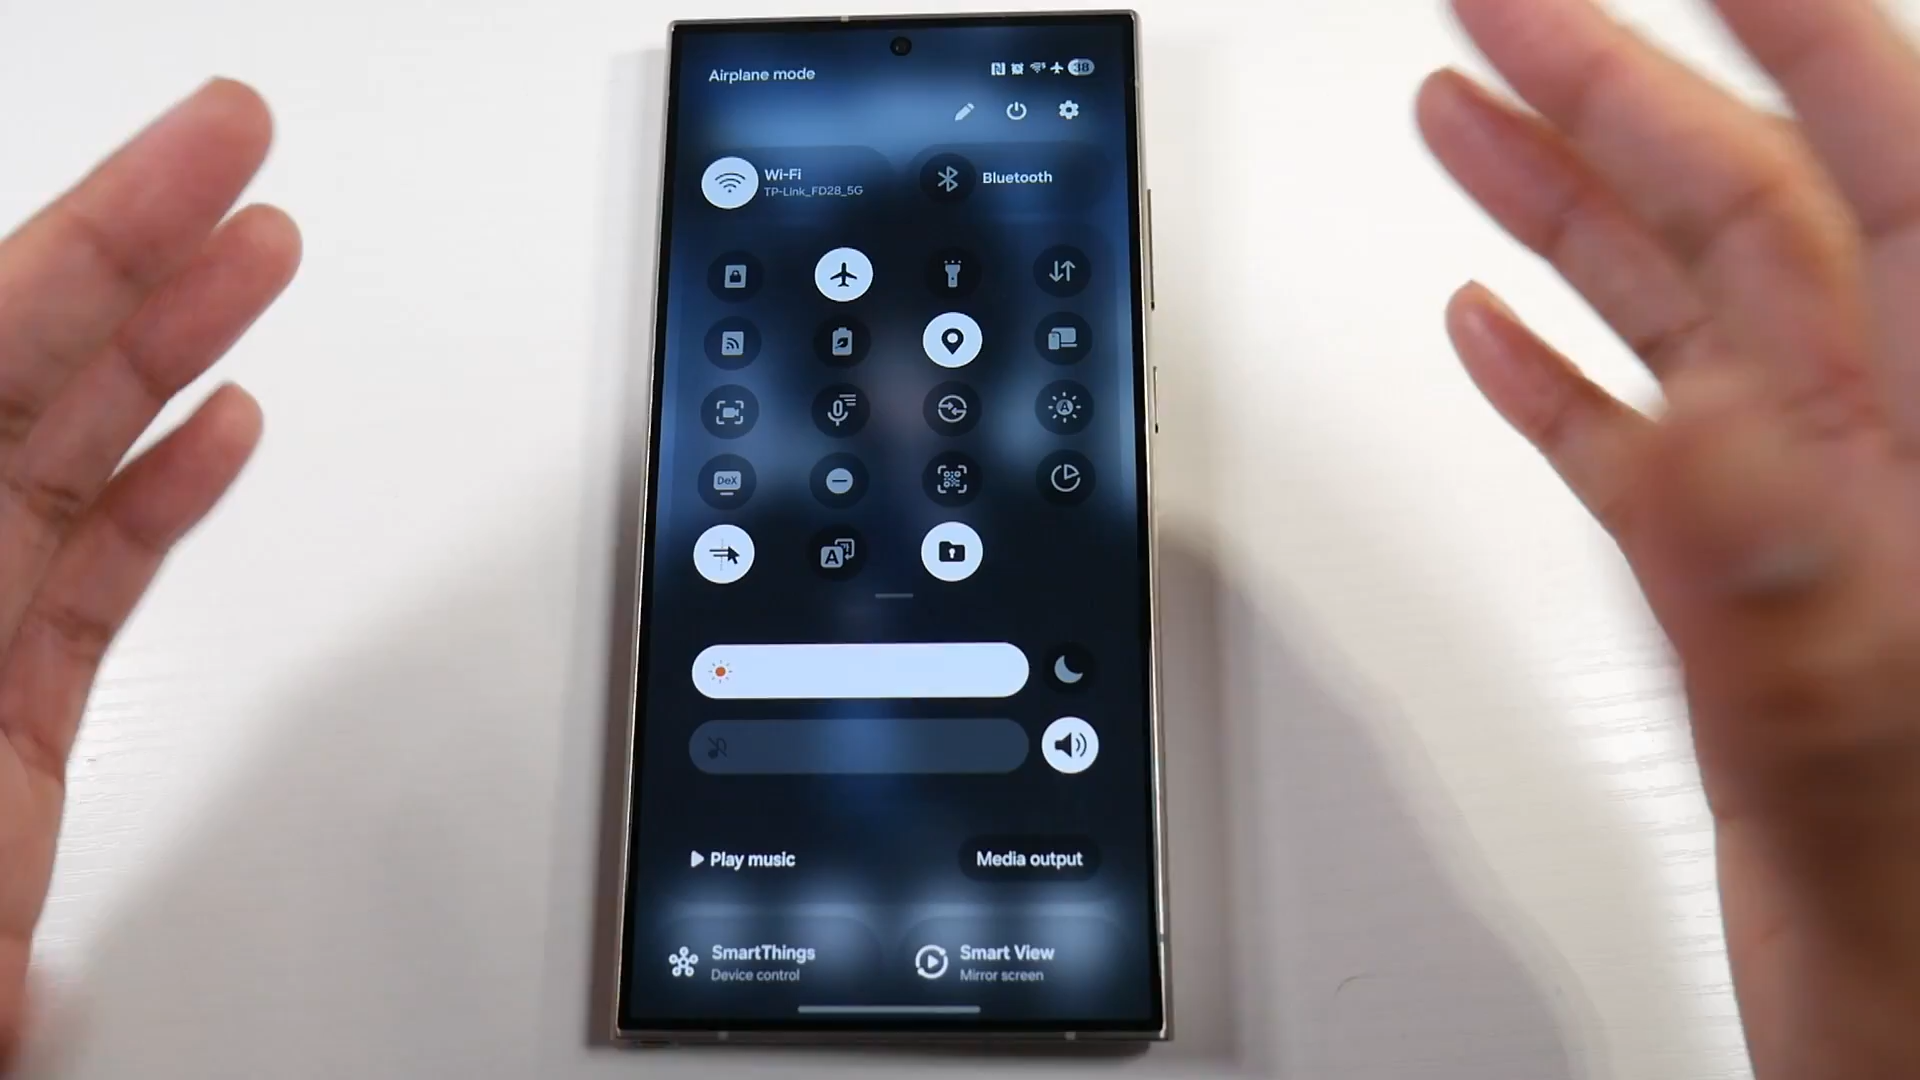 Airplane mode
38
Wi-Fi
TP-Link_FD28_5G
Bluetooth
A
DeX
A
Play music
Media output
SmartThings
Device control
Smart View
Mirror screen